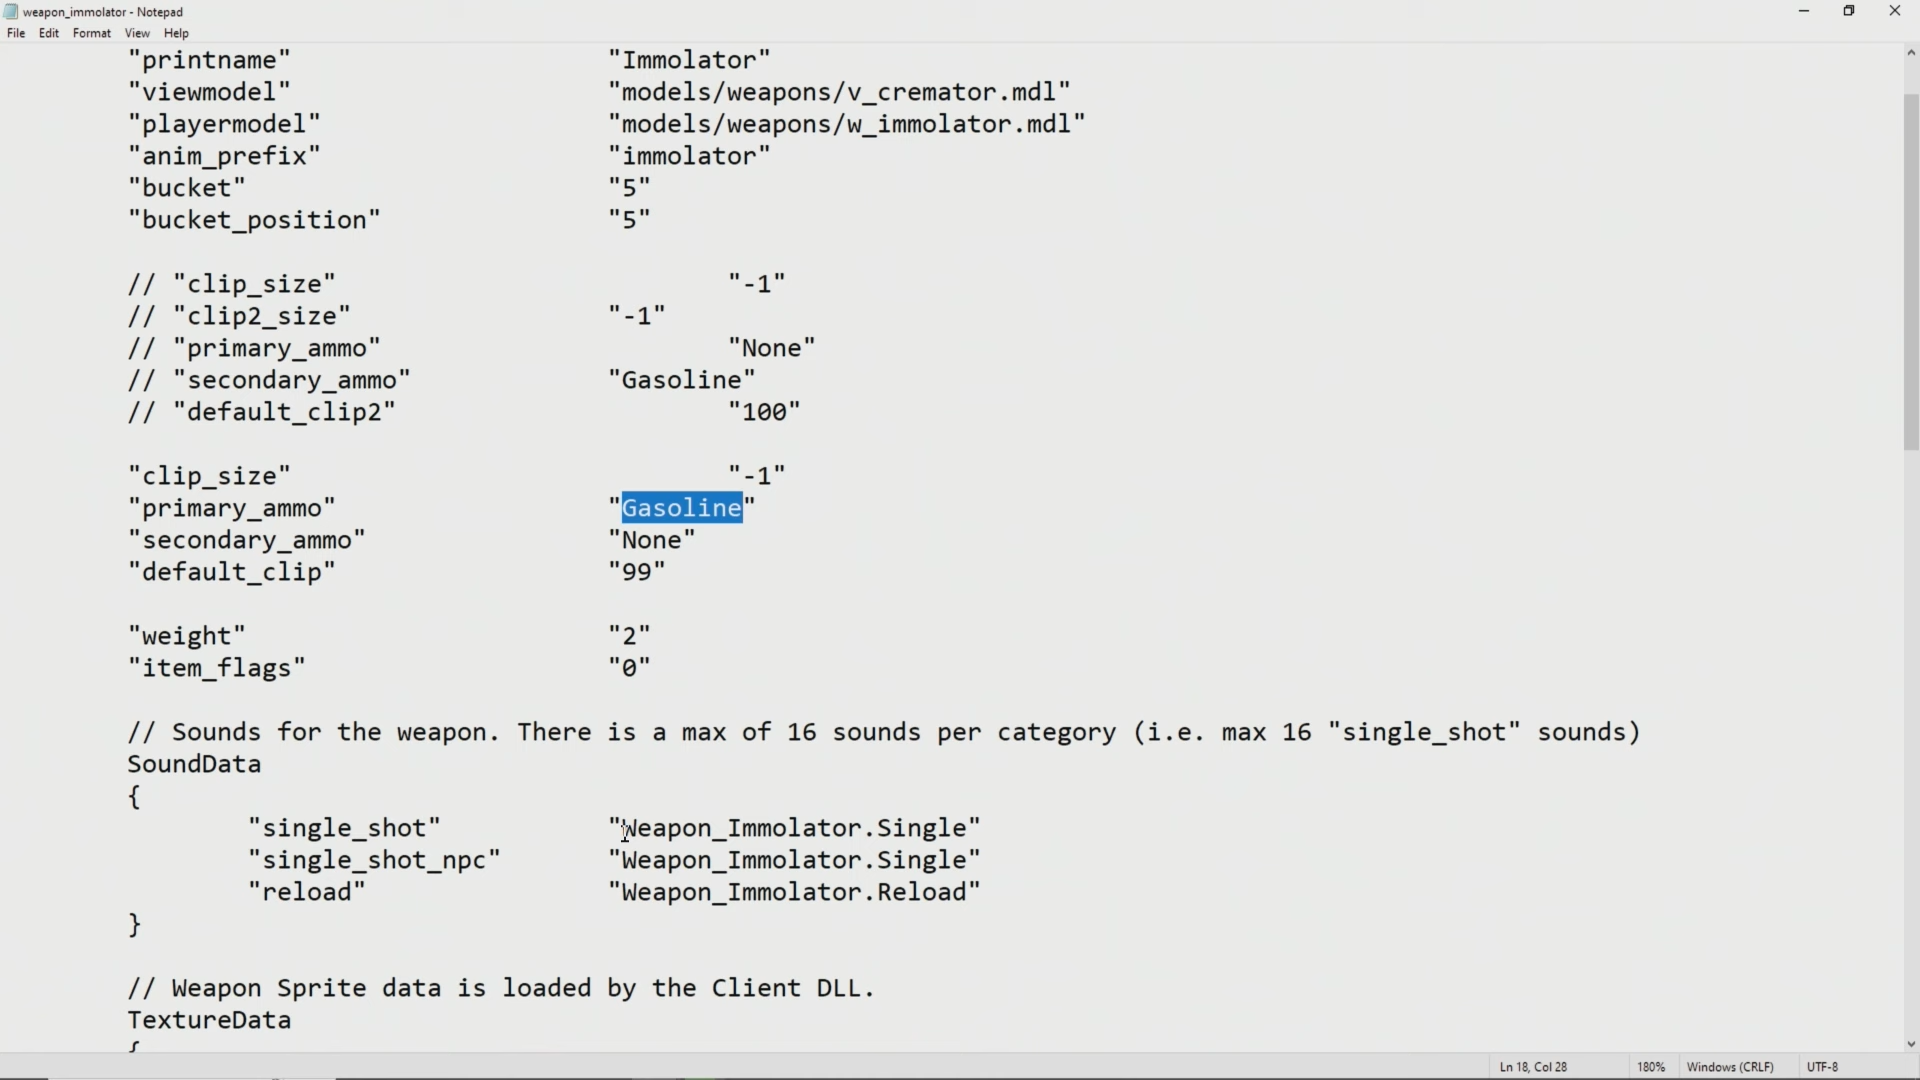 weapon_immolator - Notepad
File Edit Format View Help
"printname" "Immolator"
"viewmodel" "models/weapons/v_cremator.mdl"
"playermodel" "models/weapons/w_immolator.mdl"
"anim_prefix" "immolator"
"bucket" "5"
"bucket_position" "5"
// "clip_size" "-1"
// "clip2_size" "-1"
// "primary_ammo" "None"
// "secondary_ammo" "Gasoline"
// "default_clip2" "100"
"clip_size" "-1"
"primary_ammo" "Gasoline"
"secondary_ammo" "None"
"default_clip" "99"
"weight" "2"
"item_flags" "0"
// Sounds for the weapon. There is a max of 16 sounds per category (i.e. max 16 "single_shot" sounds)
SoundData
{
"single_shot" "Weapon_Immolator.Single"
"single_shot_npc" "Weapon_Immolator.Single"
"reload" "Weapon_Immolator.Reload"
}
// Weapon Sprite data is loaded by the Client DLL.
TextureData
{
Ln 18, Col 28 180% Windows (CRLF) UTF-8